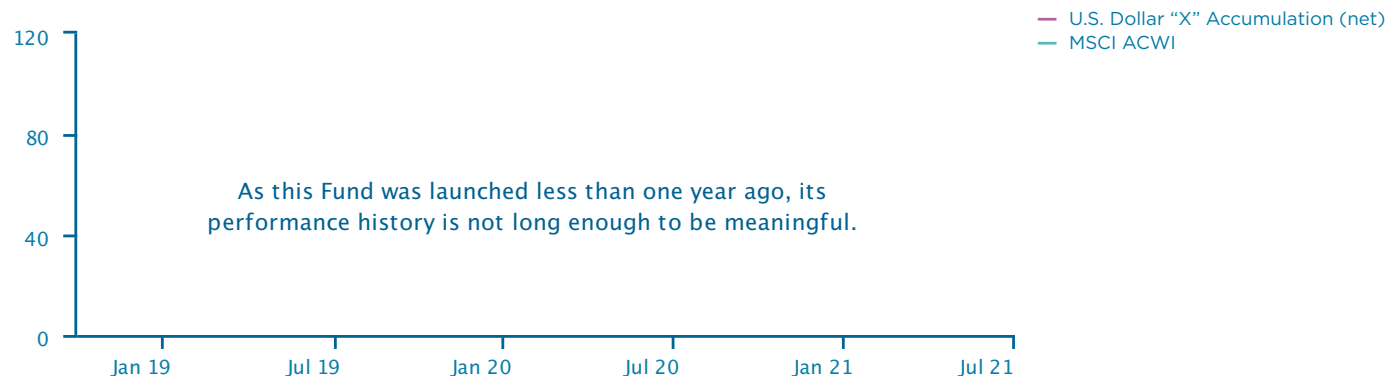 U.S. Dollar “X” Accumulation (net)
MSCI ACWI
120
80
40
0
As this Fund was launched less than one year ago, its
performance history is not long enough to be meaningful.
Jan 19 Jul 19 Jan 20 Jul 20 Jan 21 Jul 21